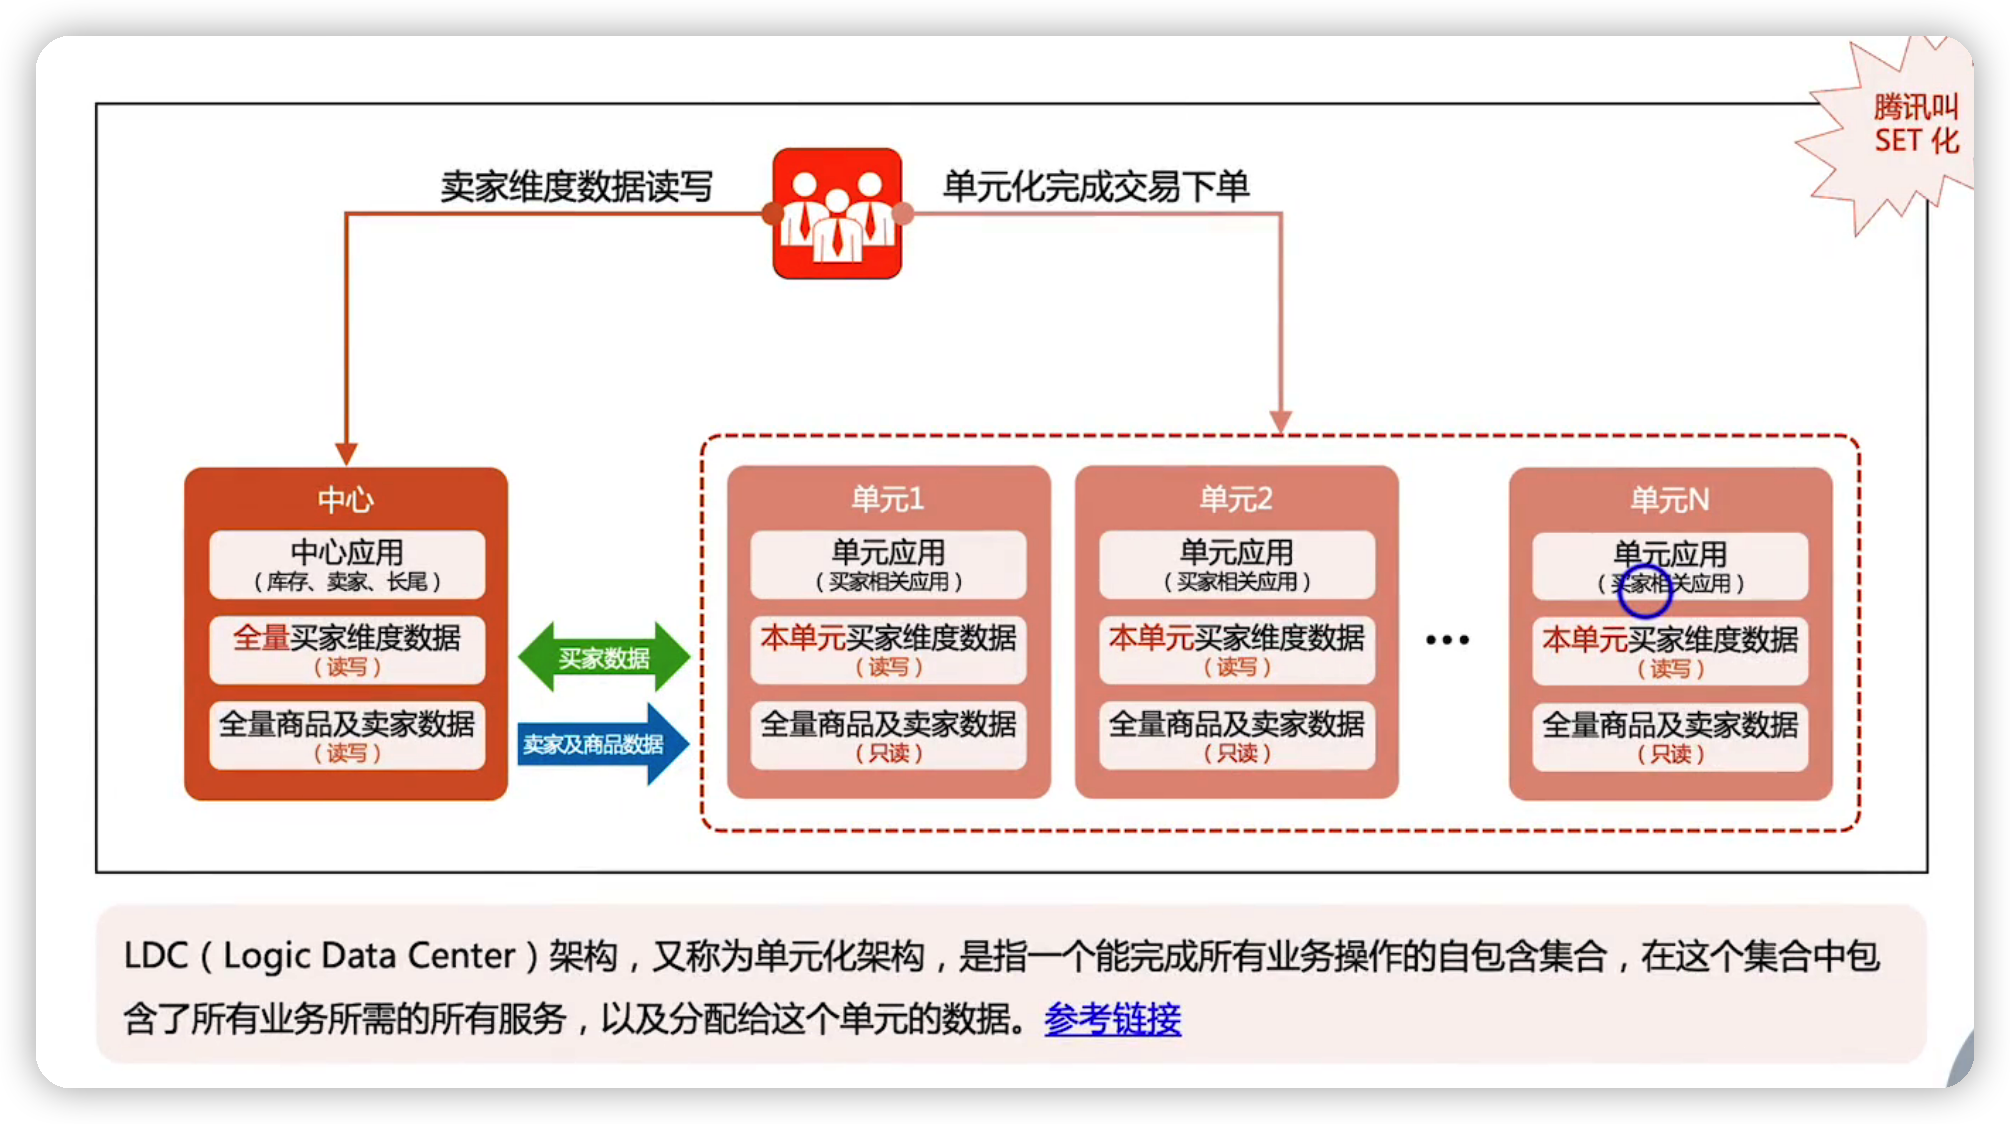 腾讯叫
SET 化
卖家维度数据读写
单元化完成交易下单
中心
中心应用
（库存、卖家、长尾）
全量买家维度数据
（读写）
全量商品及卖家数据
（读写）
买家数据
卖家及商品数据
单元1
单元应用
（买家相关应用）
本单元买家维度数据
（读写）
全量商品及卖家数据
（只读）
单元2
单元应用
（买家相关应用）
本单元买家维度数据
（读写）
全量商品及卖家数据
（只读）
•••
单元N
单元应用
（买家相关应用）
本单元买家维度数据
（读写）
全量商品及卖家数据
（只读）
LDC（Logic Data Center）架构，又称为单元化架构，是指一个能完成所有业务操作的自包含集合，在这个集合中包
含了所有业务所需的所有服务，以及分配给这个单元的数据。参考链接